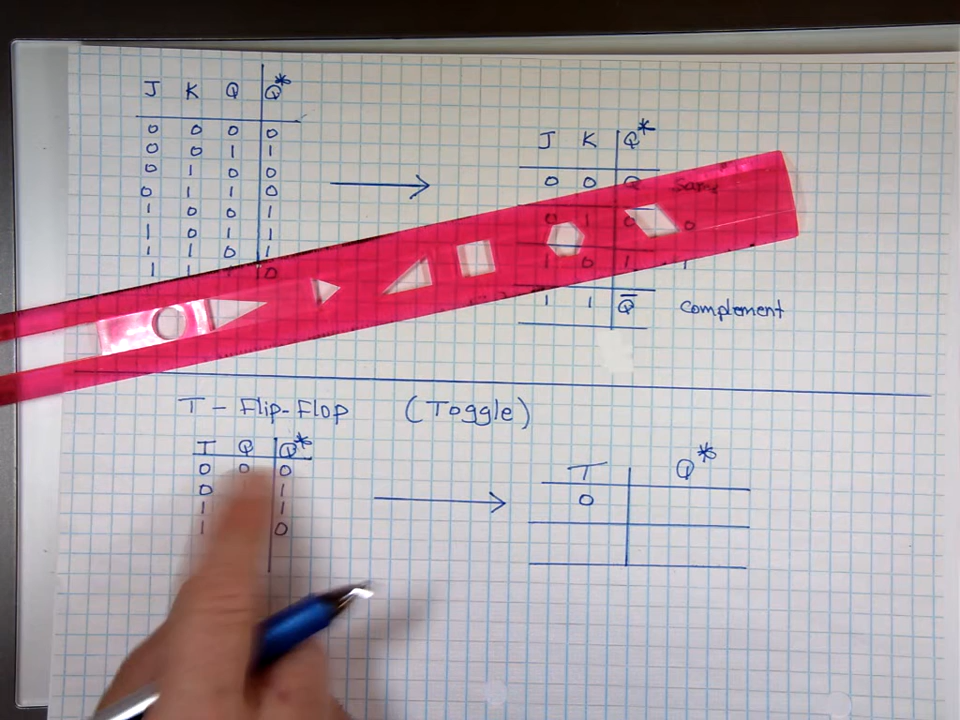 J K Q Q*
0 0 0 0
0 0 1 1
0 1 0 0
0 1 1 0
1 0 0 1
1 0 1 1
1 1 0 1
1 1 0
J K Q*
0 0 Q Same
0 1 0 0
1 0 1 1
1 1 Q̅ Complement
T - Flip-Flop (Toggle)
T Q Q*
0 0 0
0 1
1 1
1 0
T Q*
0